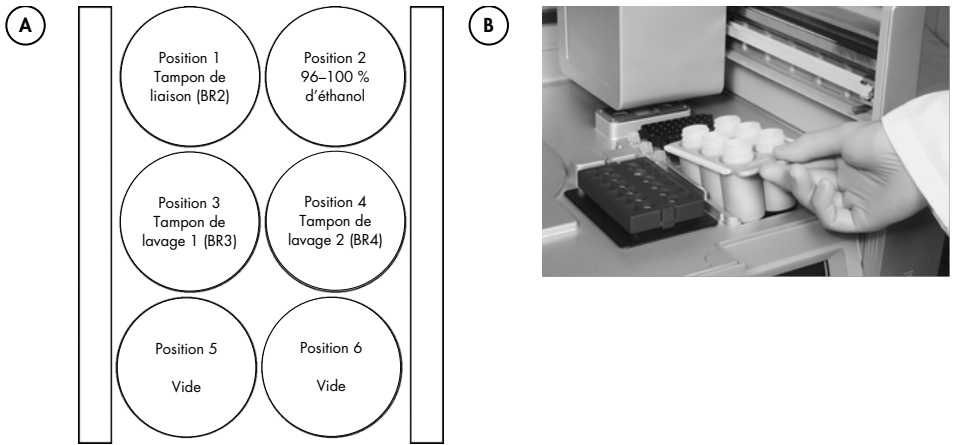 A
Position 1
Tampon de
liaison (BR2)
Position 2
96–100 %
d'éthanol
Position 3
Tampon de
lavage 1 (BR3)
Position 4
Tampon de
lavage 2 (BR4)
Position 5
Vide
Position 6
Vide
B